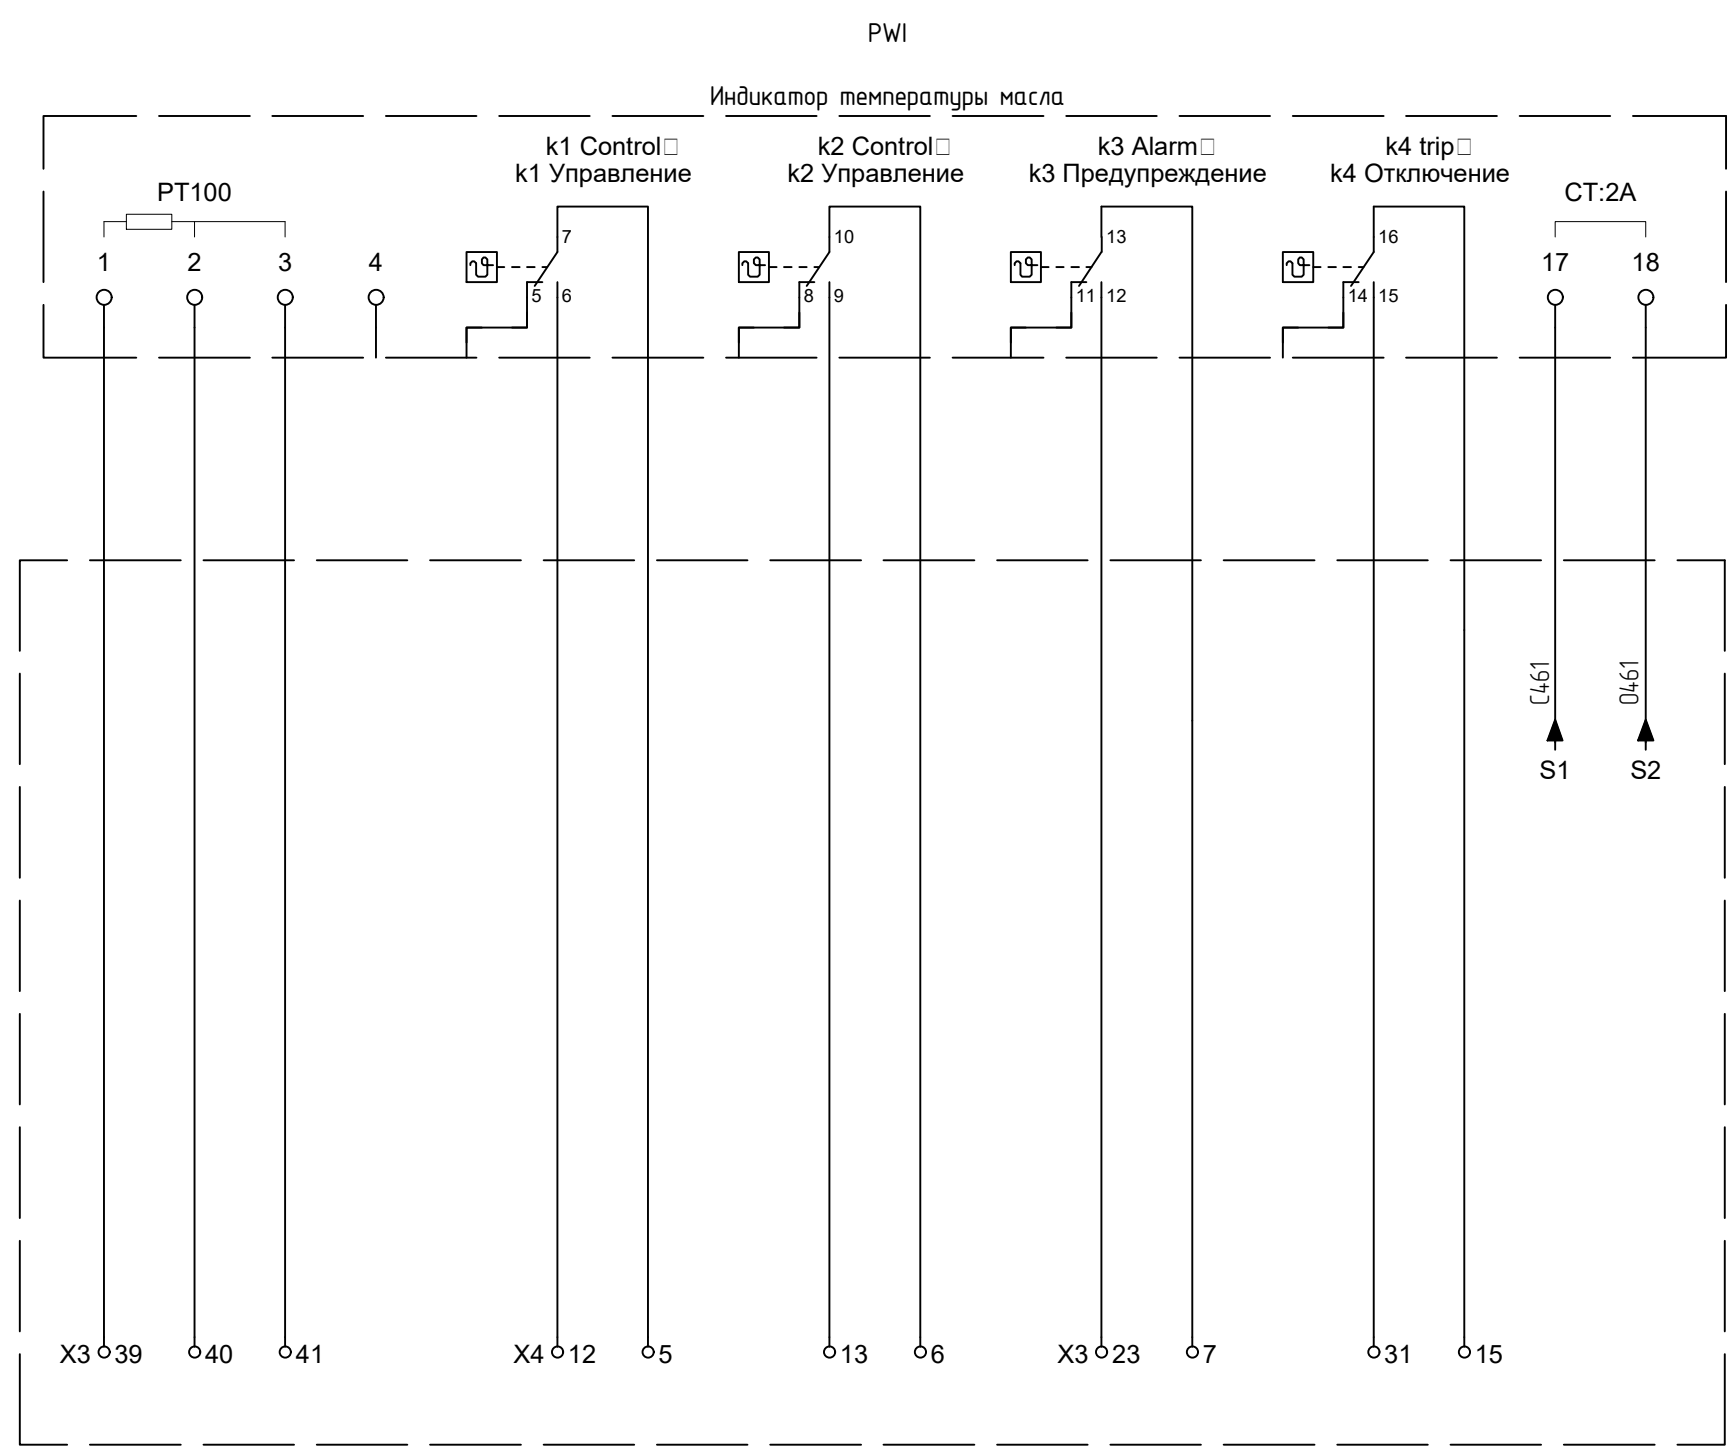 PWI
Индикатор температуры масла
k1 Control□
k1 Управление
k2 Control□
k2 Управление
k3 Alarm□
k3 Предупреждение
k4 trip□
k4 Отключение
PT100
CT:2A
7
10
13
16
1
2
3
4
17
18
5
6
8
9
11
12
14
15
C461
0461
S1
S2
X3
39
40
41
X4
12
5
13
6
X3
23
7
31
15